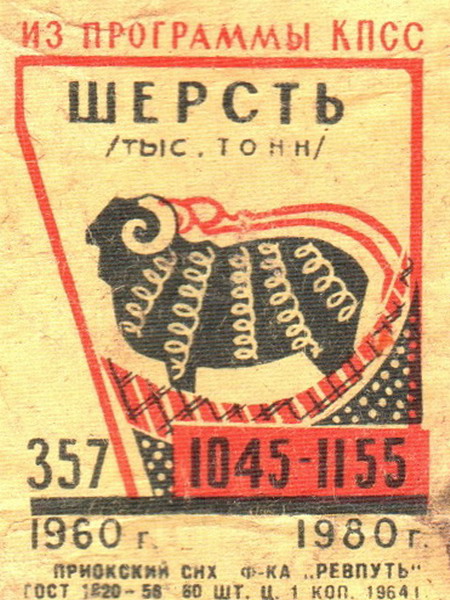 ИЗ ПРОГРАММЫ КПСС
ШЕРСТЬ
/ТЫС. ТОНН/
357 1045-1155
1960 г. 1980 г.
ПРИОКСКИЙ СНХ Ф-КА „РЕВПУТЬ"
ГОСТ 1820-56 60 ШТ. Ц. 1 КОП. 1964 г.